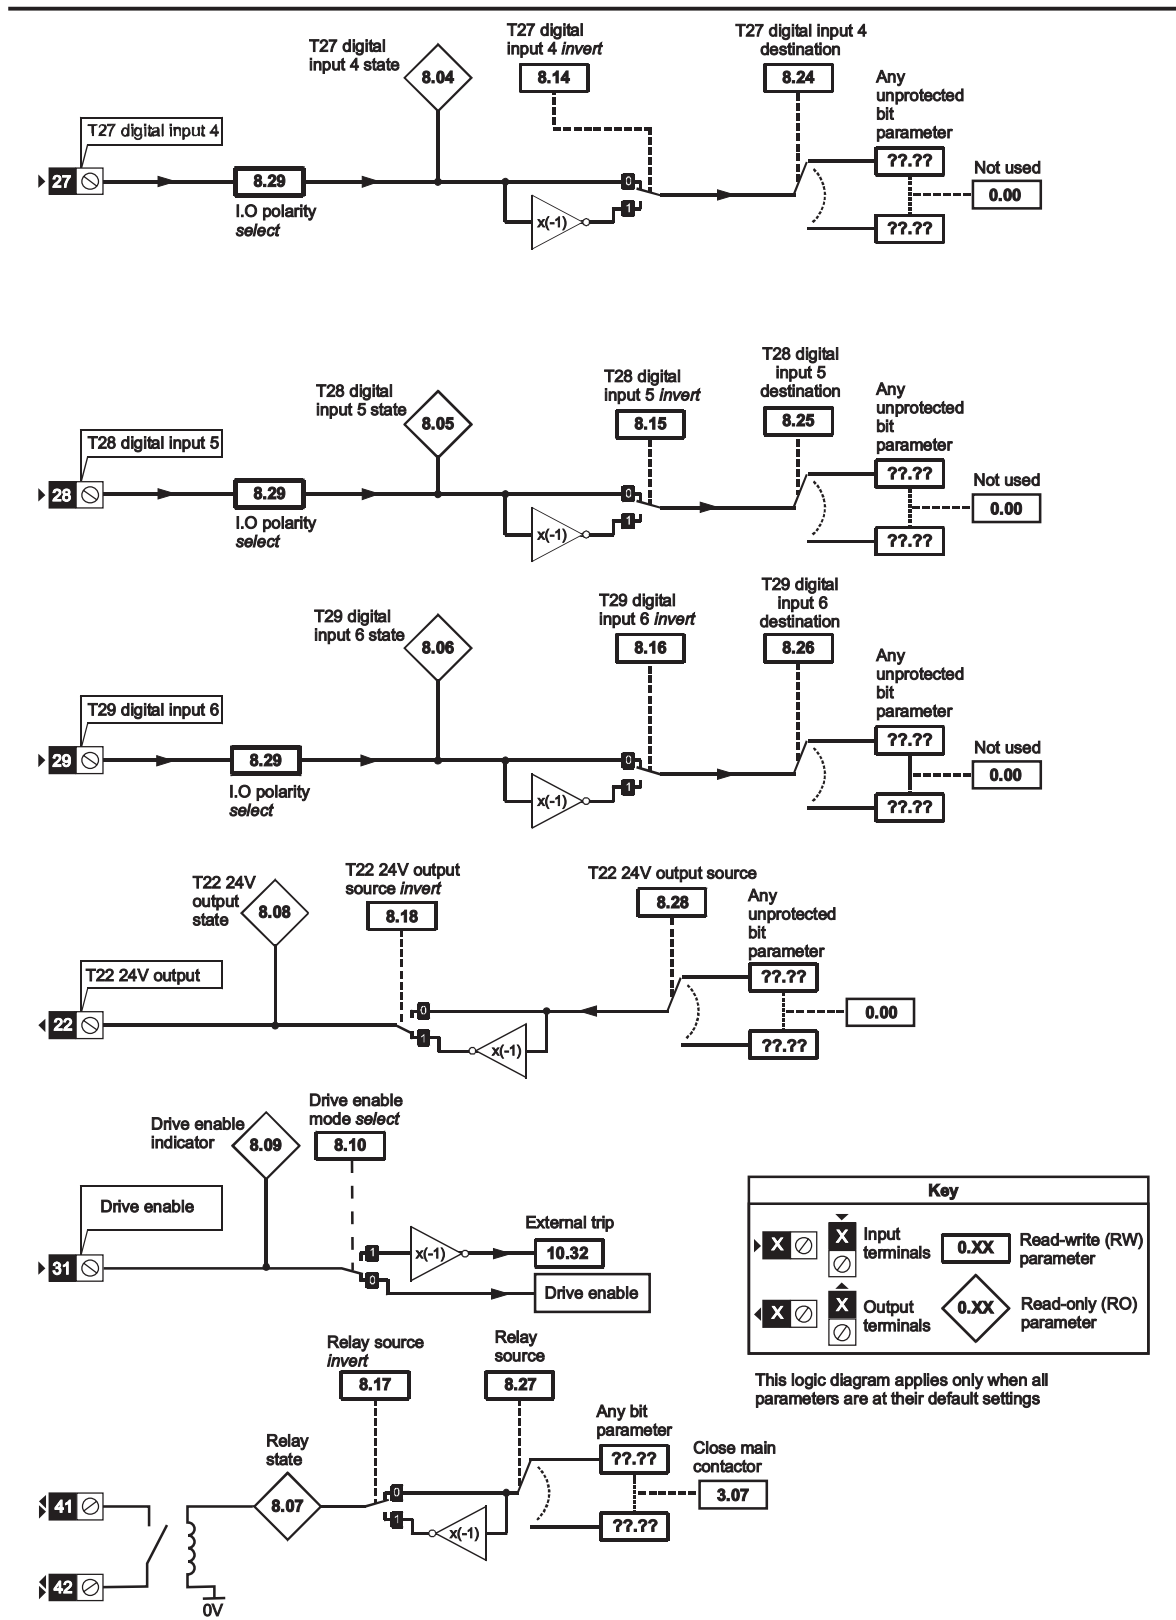 T27 digital
input 4 state
8.04
T27 digital
input 4 invert
8.14
T27 digital input 4
destination
8.24
Any
unprotected
bit
parameter
T27 digital input 4
27
8.29
I.O polarity
select
0
1
x(-1)
??.??
??.??
Not used
0.00
T28 digital
input 5 state
8.05
T28 digital
input 5 invert
8.15
T28 digital
input 5
destination
8.25
Any
unprotected
bit
parameter
T28 digital input 5
28
8.29
I.O polarity
select
0
1
x(-1)
??.??
??.??
Not used
0.00
T29 digital
input 6 state
8.06
T29 digital
input 6 invert
8.16
T29 digital
input 6
destination
8.26
Any
unprotected
bit
parameter
T29 digital input 6
29
8.29
I.O polarity
select
0
1
x(-1)
??.??
??.??
Not used
0.00
T22 24V
output
state
8.08
T22 24V output
source invert
8.18
T22 24V output source
8.28
Any
unprotected
bit
parameter
T22 24V output
22
0
1
x(-1)
??.??
??.??
0.00
Drive enable
indicator
8.09
Drive enable
mode select
8.10
Drive enable
31
1
0
x(-1)
External trip
10.32
Drive enable
Key
X
X
Input
terminals
0.XX
Read-write (RW)
parameter
X
X
Output
terminals
0.XX
Read-only (RO)
parameter
This logic diagram applies only when all
parameters are at their default settings
Relay source
invert
8.17
Relay
source
8.27
Any bit
parameter
??.??
??.??
Close main
contactor
3.07
Relay
state
8.07
0
1
x(-1)
41
42
0V